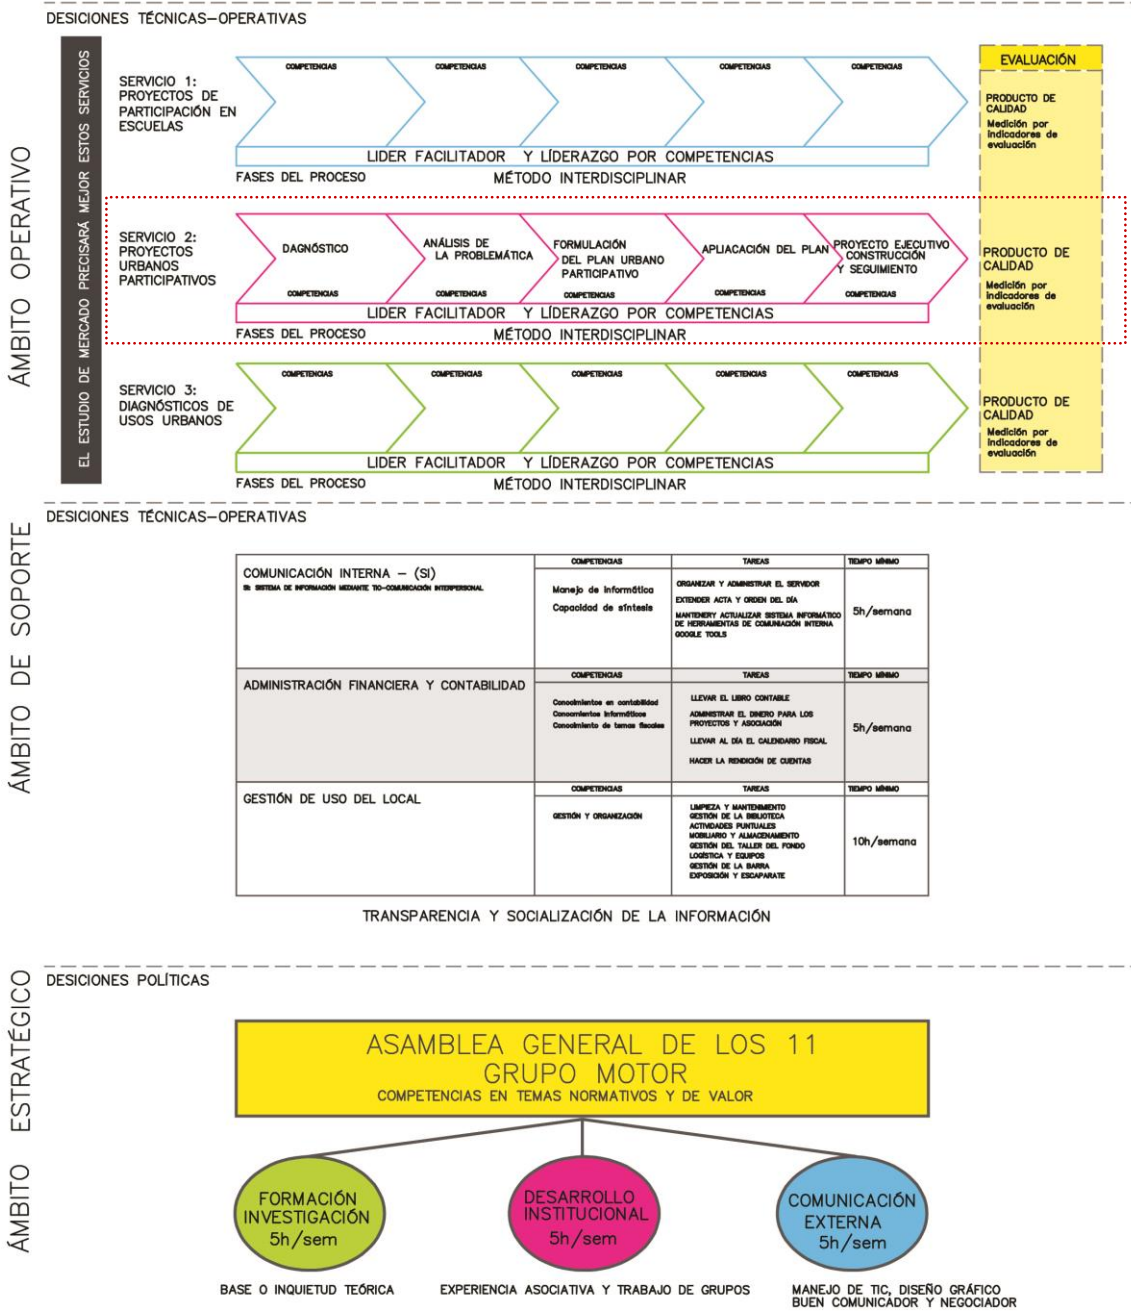 DESICIONES TÉCNICAS-OPERATIVAS
ÁMBITO OPERATIVO
EL ESTUDIO DE MERCADO PRECISARÁ MEJOR ESTOS SERVICIOS
SERVICIO 1:
PROYECTOS DE
PARTICIPACIÓN EN
ESCUELAS
COMPETENCIAS
COMPETENCIAS
COMPETENCIAS
COMPETENCIAS
COMPETENCIAS
LIDER FACILITADOR Y LÍDERAZGO POR COMPETENCIAS
FASES DEL PROCESO
MÉTODO INTERDISCIPLINAR
EVALUACIÓN
PRODUCTO DE
CALIDAD
Medición por
indicadores de
evaluación
SERVICIO 2:
PROYECTOS
URBANOS
PARTICIPATIVOS
DAGNÓSTICO
COMPETENCIAS
ANÁLISIS DE
LA PROBLEMÁTICA
COMPETENCIAS
FORMULACIÓN
DEL PLAN URBANO
PARTICIPATIVO
COMPETENCIAS
APLIACACIÓN DEL PLAN
COMPETENCIAS
PROYECTO EJECUTIVO
CONSTRUCCIÓN
Y SEGUIMIENTO
COMPETENCIAS
LIDER FACILITADOR Y LÍDERAZGO POR COMPETENCIAS
FASES DEL PROCESO
MÉTODO INTERDISCIPLINAR
PRODUCTO DE
CALIDAD
Medición por
indicadores de
evaluación
SERVICIO 3:
DIAGNÓSTICOS DE
USOS URBANOS
COMPETENCIAS
COMPETENCIAS
COMPETENCIAS
COMPETENCIAS
COMPETENCIAS
LIDER FACILITADOR Y LÍDERAZGO POR COMPETENCIAS
FASES DEL PROCESO
MÉTODO INTERDISCIPLINAR
PRODUCTO DE
CALIDAD
Medición por
indicadores de
evaluación
DESICIONES TÉCNICAS-OPERATIVAS
ÁMBITO DE SOPORTE
COMUNICACIÓN INTERNA - (SI)
SI: SISTEMA DE INFORMACIÓN MEDIANTE TIC-COMUNICACIÓN INTERPERSONAL
COMPETENCIAS
Manejo de informática
Capacidad de síntesis
TAREAS
ORGANIZAR Y ADMINISTRAR EL SERVIDOR
EXTENDER ACTA Y ORDEN DEL DÍA
MANTENERY ACTUALIZAR SISTEMA INFORMÁTICO
DE HERRAMIENTAS DE COMUNIACIÓN INTERNA
GOOGLE TOOLS
TIEMPO MÍNIMO
5h/semana
ADMINISTRACIÓN FINANCIERA Y CONTABILIDAD
COMPETENCIAS
Conocimientos en contabilidad
Conocmientos informáticos
Conocimiento de temas fiscales
TAREAS
LLEVAR EL LIBRO CONTABLE
ADMINISTRAR EL DINERO PARA LOS
PROYECTOS Y ASOCIACIÓN
LLEVAR AL DÍA EL CALENDARIO FISCAL
HACER LA RENDICIÓN DE CUENTAS
TIEMPO MÍNIMO
5h/semana
GESTIÓN DE USO DEL LOCAL
COMPETENCIAS
GESTIÓN Y ORGANIZACIÓN
TAREAS
LIMPIEZA Y MANTENIMIENTO
GESTIÓN DE LA BIBLIOTECA
ACTIVIDADES PUNTUALES
MOBILIARIO Y ALMACENAMIENTO
GESTIÓN DEL TALLER DEL FONDO
LOGÍSTICA Y EQUIPOS
GESTIÓN DE LA BARRA
EXPOSICIÓN Y ESCAPARATE
TIEMPO MÍNIMO
10h/semana
TRANSPARENCIA Y SOCIALIZACIÓN DE LA INFORMACIÓN
DESICIONES POLÍTICAS
ÁMBITO ESTRATÉGICO
ASAMBLEA GENERAL DE LOS 11
GRUPO MOTOR
COMPETENCIAS EN TEMAS NORMATIVOS Y DE VALOR
FORMACIÓN
INVESTIGACIÓN
5h/sem
BASE O INQUIETUD TEÓRICA
DESARROLLO
INSTITUCIONAL
5h/sem
EXPERIENCIA ASOCIATIVA Y TRABAJO DE GRUPOS
COMUNICACIÓN
EXTERNA
5h/sem
MANEJO DE TIC, DISEÑO GRÁFICO
BUEN COMUNICADOR Y NEGOCIADOR